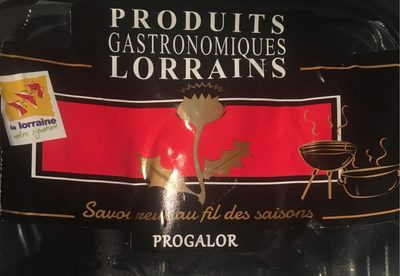 PRODUITS
GASTRONOMIQUES
LORRAINS
la lorraine
notre signature
Savoureux au fil des saisons
PROGALOR